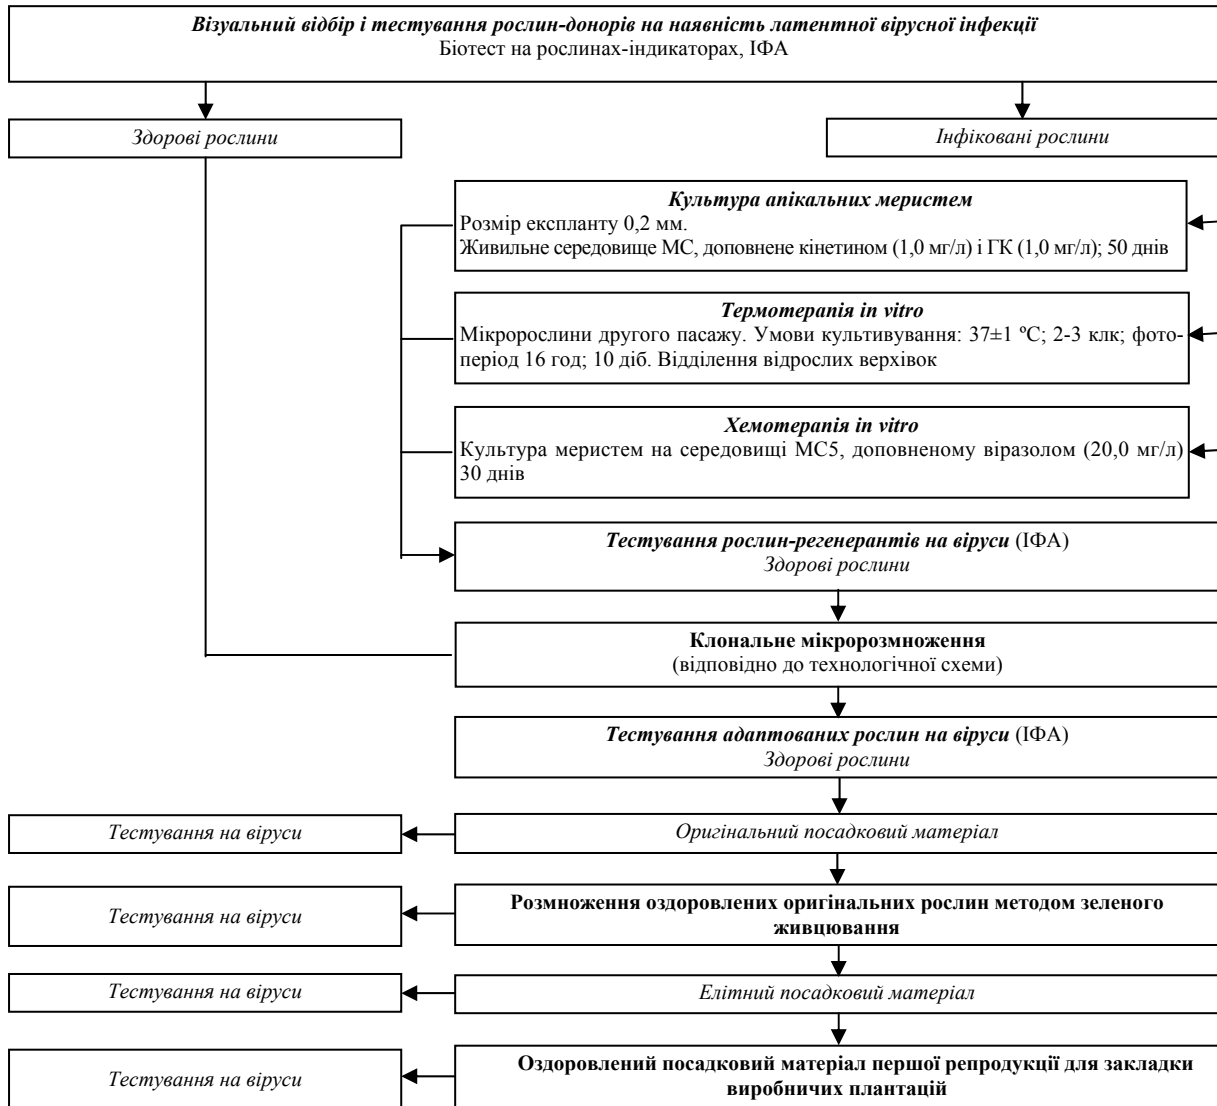 Візуальний відбір і тестування рослин-донорів на наявність латентної вірусної інфекції
Біотест на рослинах-індикаторах, ІФА
Здорові рослини
Інфіковані рослини
Культура апікальних меристем
Розмір експланту 0,2 мм.
Живильне середовище МС, доповнене кінетином (1,0 мг/л) і ГК (1,0 мг/л); 50 днів
Термотерапія in vitro
Мікророслини другого пасажу. Умови культивування: 37±1 ºС; 2-3 клк; фото-
період 16 год; 10 діб. Відділення відрослих верхівок
Хемотерапія in vitro
Культура меристем на середовищі МС5, доповненому віразолом (20,0 мг/л)
30 днів
Тестування рослин-регенерантів на віруси (ІФА)
Здорові рослини
Клональне мікророзмноження
(відповідно до технологічної схеми)
Тестування адаптованих рослин на віруси (ІФА)
Здорові рослини
Тестування на віруси
Оригінальний посадковий матеріал
Тестування на віруси
Розмноження оздоровлених оригінальних рослин методом зеленого
живцювання
Тестування на віруси
Елітний посадковий матеріал
Тестування на віруси
Оздоровлений посадковий матеріал першої репродукції для закладки
виробничих плантацій